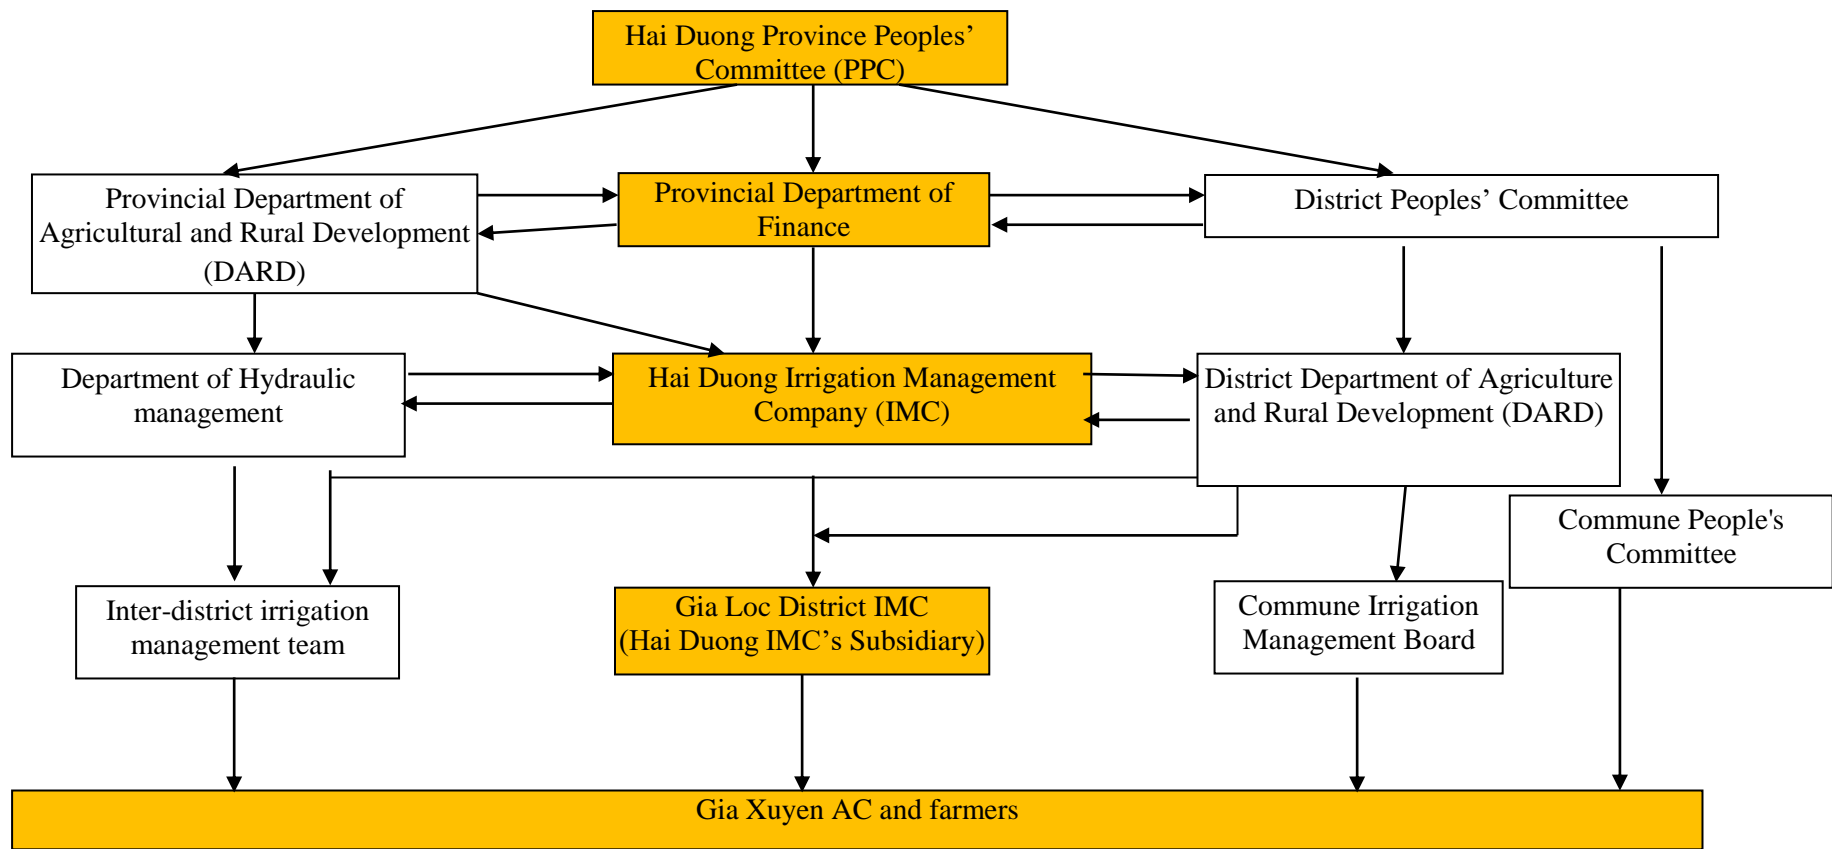 Hai Duong Province Peoples’
Committee (PPC)
Provincial Department of
Agricultural and Rural Development
(DARD)
Provincial Department of
Finance
District Peoples’ Committee
Department of Hydraulic
management
Hai Duong Irrigation Management
Company (IMC)
District Department of Agriculture
and Rural Development (DARD)
Commune People's
Committee
Inter-district irrigation
management team
Gia Loc District IMC
(Hai Duong IMC’s Subsidiary)
Commune Irrigation
Management Board
Gia Xuyen AC and farmers